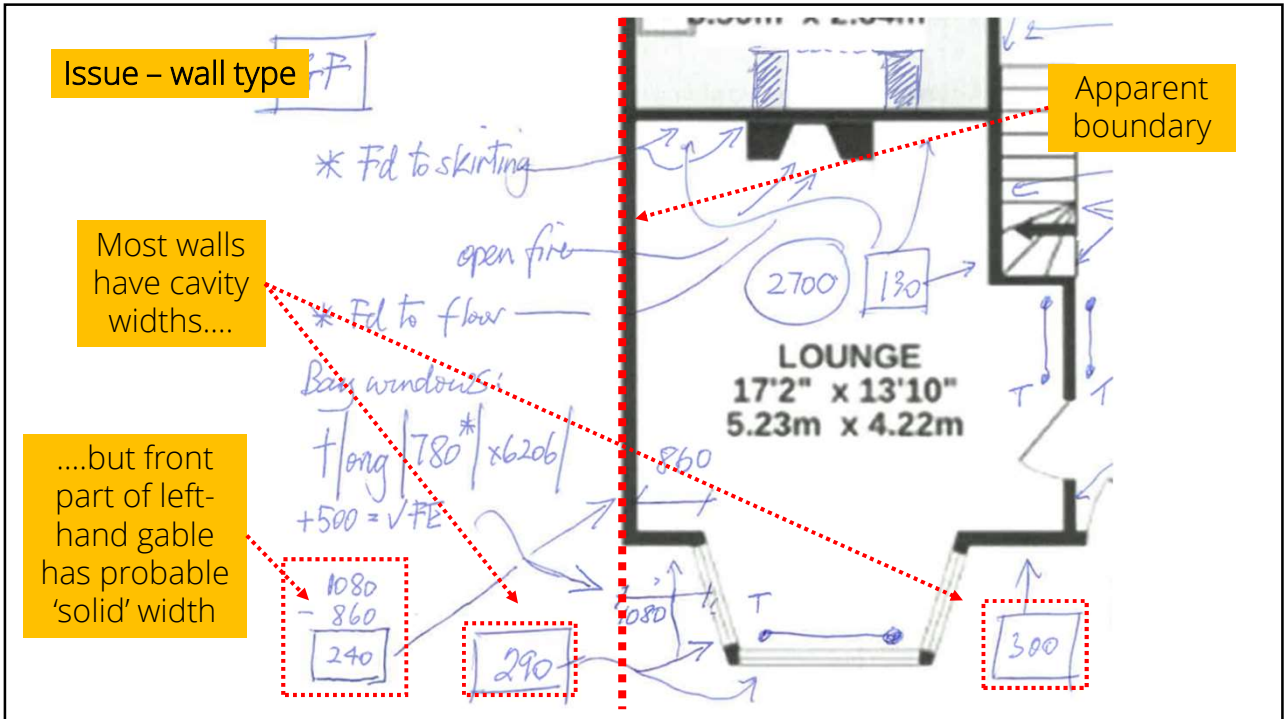 Issue – wall type
Apparent
boundary
* Fd to skirting
open fire
* Fd to floor
Most walls
have cavity
widths....
2700
130
LOUNGE
17'2" x 13'10"
5.23m x 4.22m
T
T
Bay windows:
long 780* x6206
860
+500 = √FE
....but front
part of left-
hand gable
has probable
‘solid’ width
1080
- 860
240
290
1080
T
300